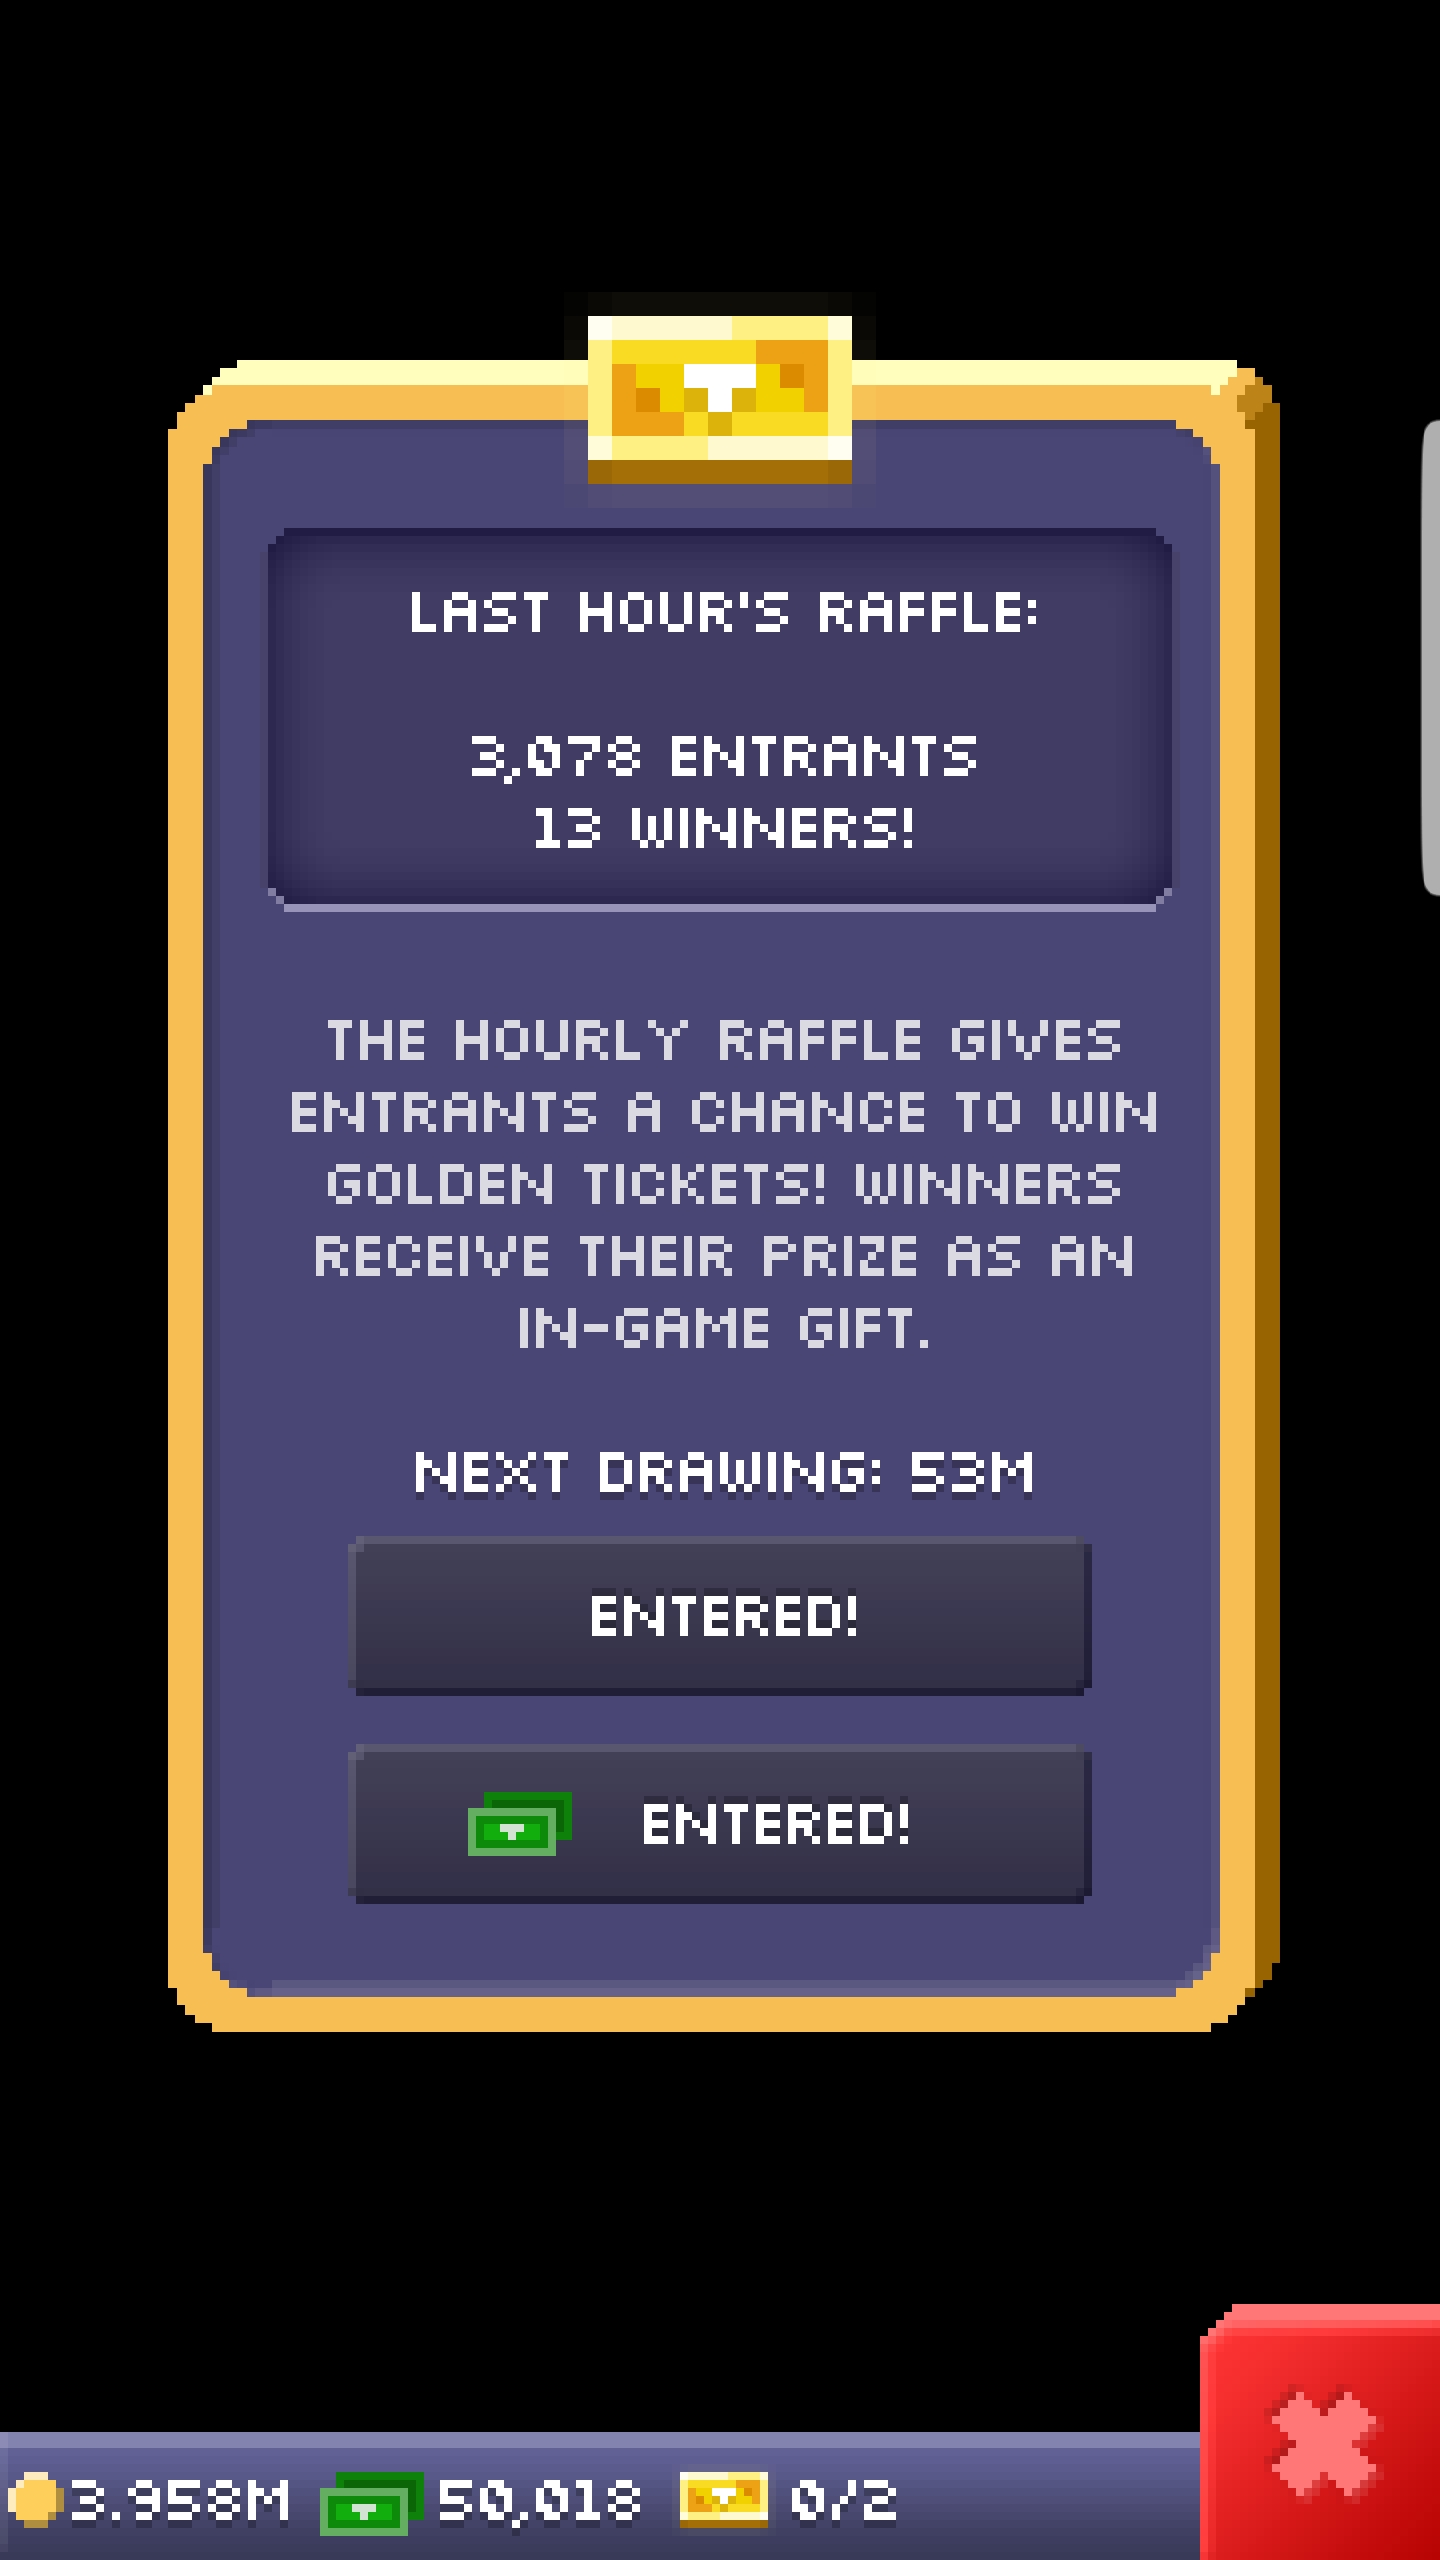 LAST HOUR'S RAFFLE:
3,078 ENTRANTS
13 WINNERS!
THE HOURLY RAFFLE GIVES
ENTRANTS A CHANCE TO WIN
GOLDEN TICKETS! WINNERS
RECEIVE THEIR PRIZE AS AN
IN-GAME GIFT.
NEXT DRAWING: 53M
ENTERED!
ENTERED!
3.958M 50,018 0/2